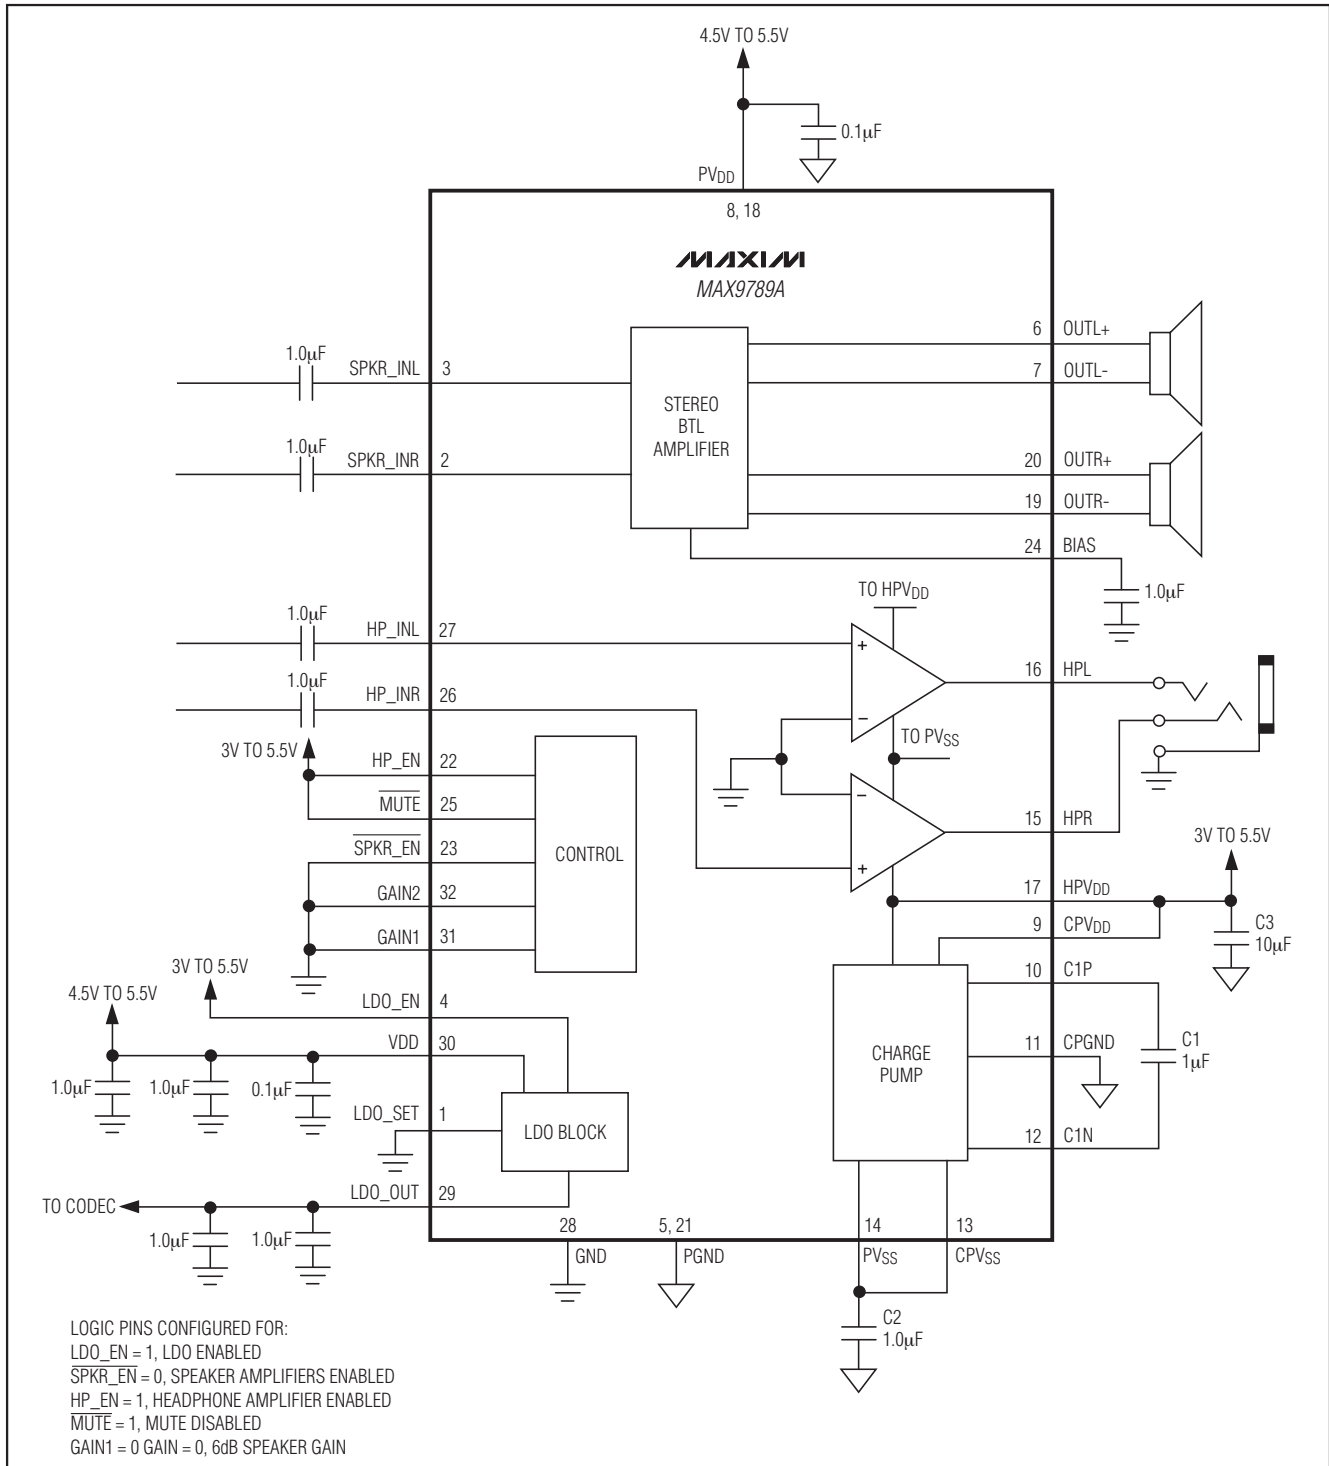 4.5V TO 5.5V
0.1µF
PVDD
8, 18
MAXIM
MAX9789A
1.0µF
SPKR_INL
3
1.0µF
SPKR_INR
2
STEREO
BTL
AMPLIFIER
6
OUTL+
7
OUTL-
20
OUTR+
19
OUTR-
24
BIAS
1.0µF
TO HPVDD
1.0µF
HP_INL
27
+
−
16
HPL
1.0µF
HP_INR
26
TO PVSS
3V TO 5.5V
HP_EN
22
MUTE
25
SPKR_EN
23
GAIN2
32
GAIN1
31
CONTROL
−
+
15
HPR
3V TO 5.5V
17
HPVDD
9
CPVDD
C3
10µF
10
C1P
11
CPGND
C1
1µF
12
C1N
CHARGE
PUMP
3V TO 5.5V
4.5V TO 5.5V
LDO_EN
4
VDD
30
1.0µF
1.0µF
0.1µF
LDO_SET
1
LDO BLOCK
TO CODEC
LDO_OUT
29
1.0µF
1.0µF
28
GND
5, 21
PGND
14
PVSS
13
CPVSS
C2
1.0µF
LOGIC PINS CONFIGURED FOR:
LDO_EN = 1, LDO ENABLED
SPKR_EN = 0, SPEAKER AMPLIFIERS ENABLED
HP_EN = 1, HEADPHONE AMPLIFIER ENABLED
MUTE = 1, MUTE DISABLED
GAIN1 = 0 GAIN = 0, 6dB SPEAKER GAIN